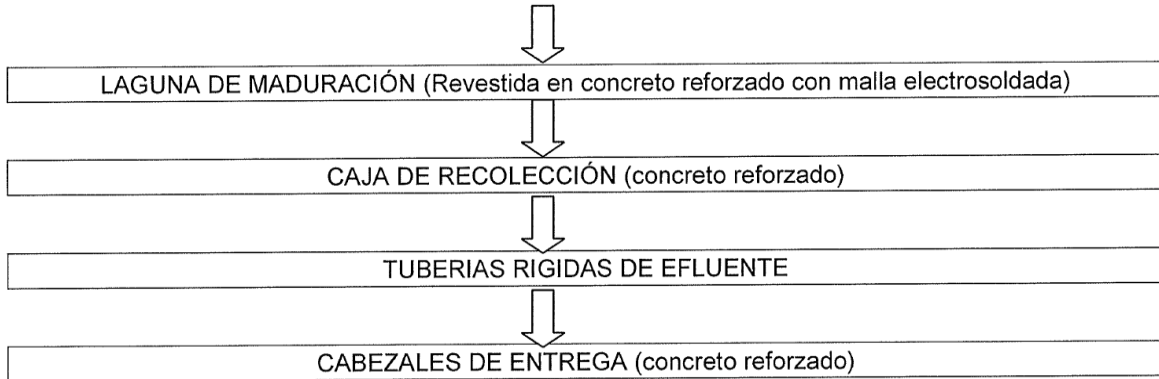 LAGUNA DE MADURACIÓN (Revestida en concreto reforzado con malla electrosoldada)
CAJA DE RECOLECCIÓN (concreto reforzado)
TUBERIAS RIGIDAS DE EFLUENTE
CABEZALES DE ENTREGA (concreto reforzado)